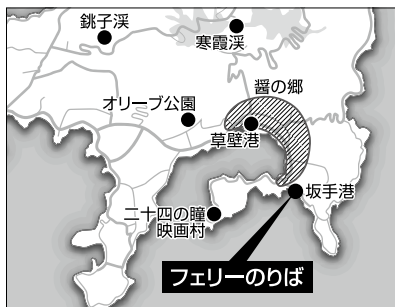 銚子渓
寒霞渓
醤の郷
オリーブ公園
草壁港
坂手港
二十四の瞳
映画村
フェリーのりば